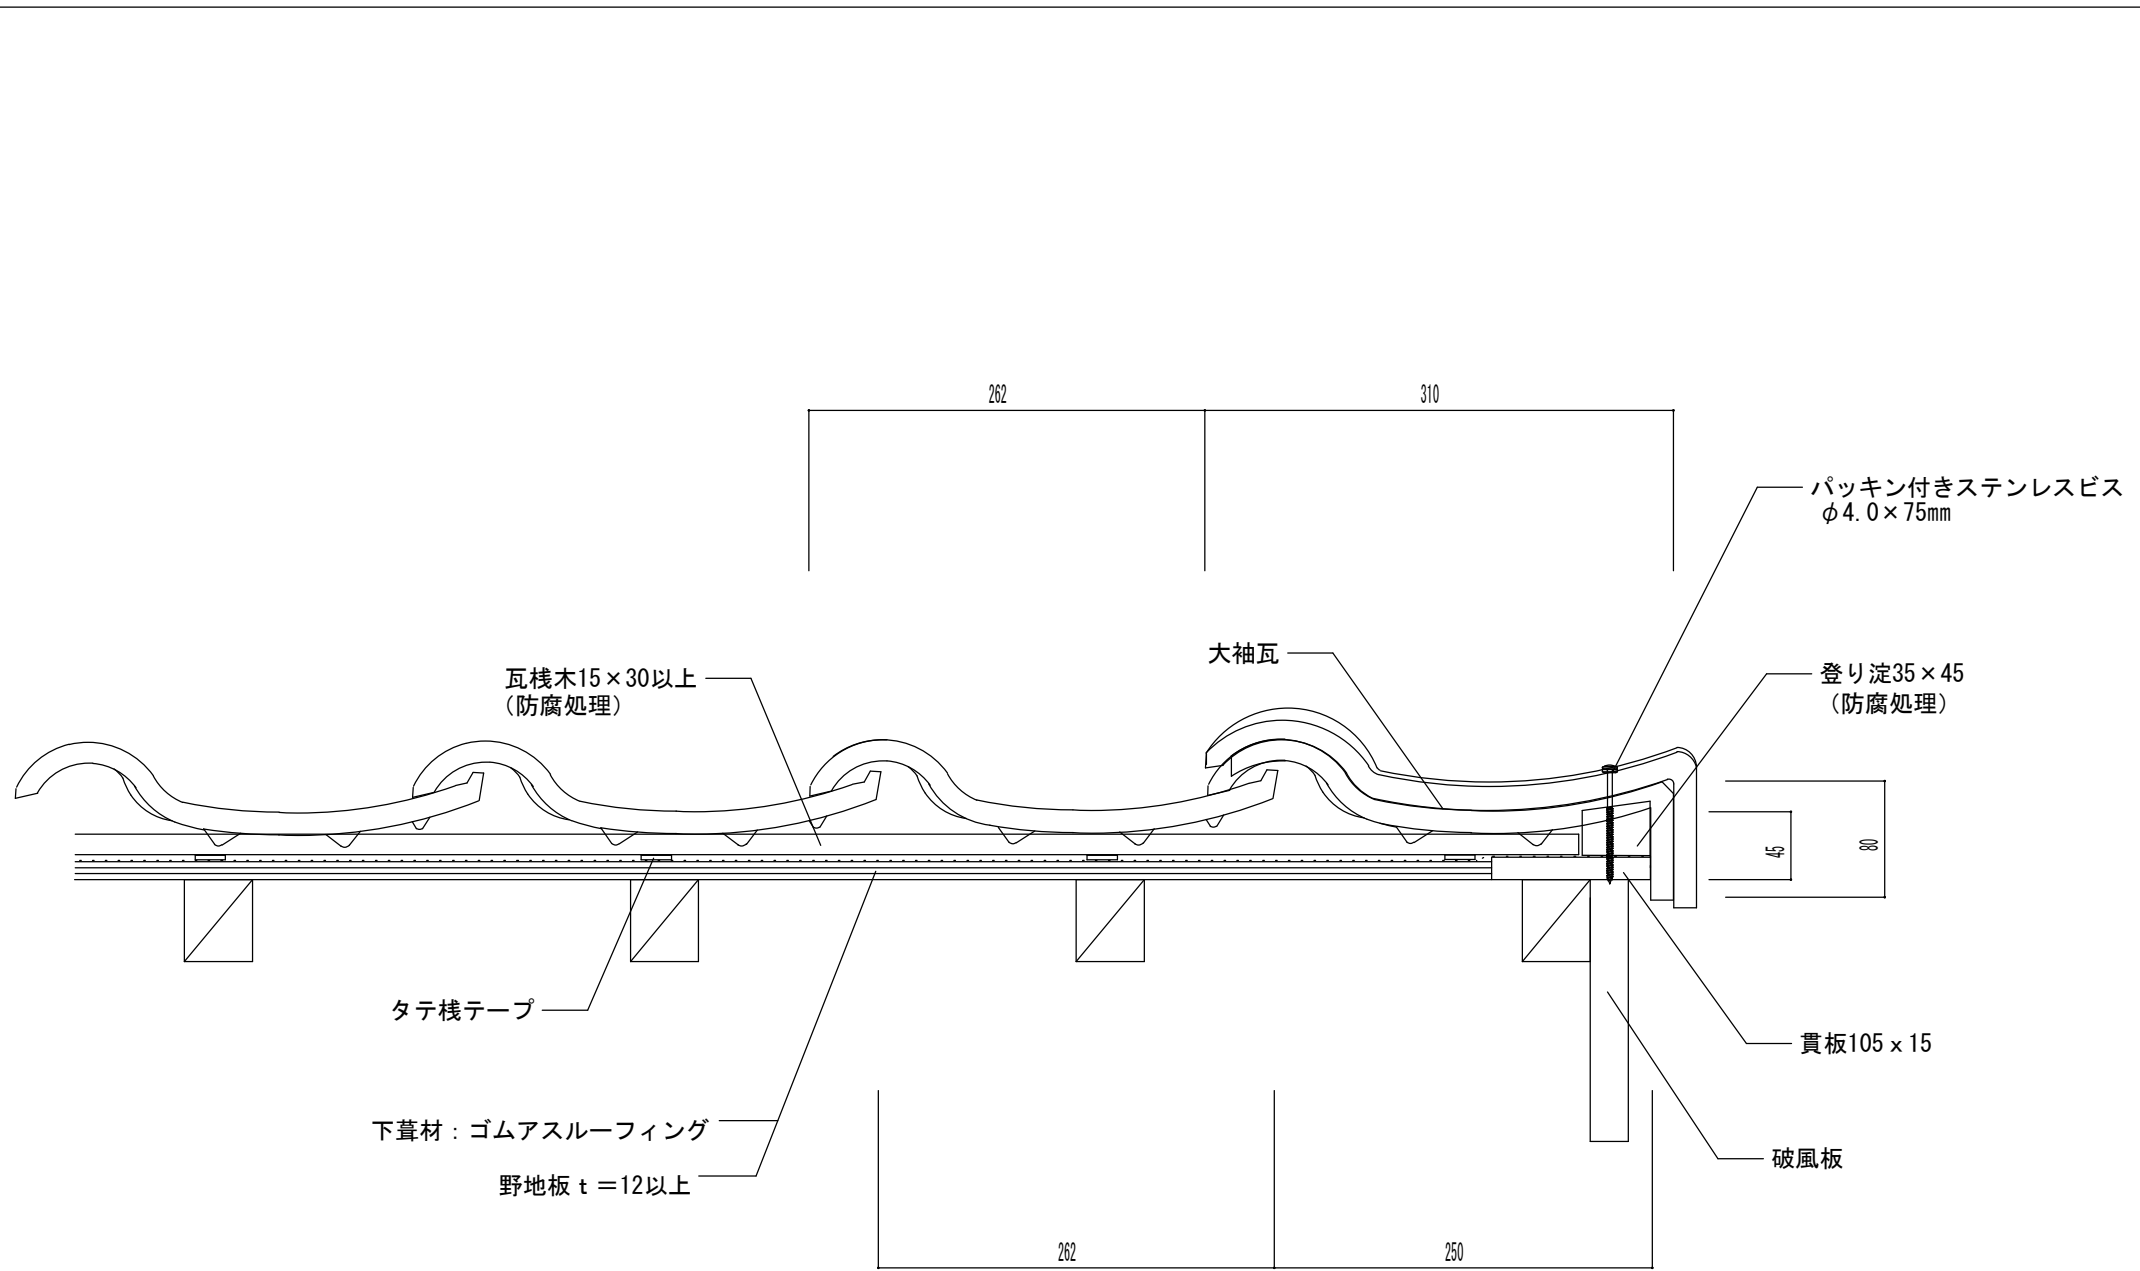 262
310
パッキン付きステンレスビス
φ4.0×75mm
大袖瓦
瓦桟木15×30以上
(防腐処理)
登り淀35×45
(防腐処理)
45
80
タテ桟テープ
貫板105x15
下葺材:ゴムアスルーフィング
破風板
野地板t=12以上
262
250